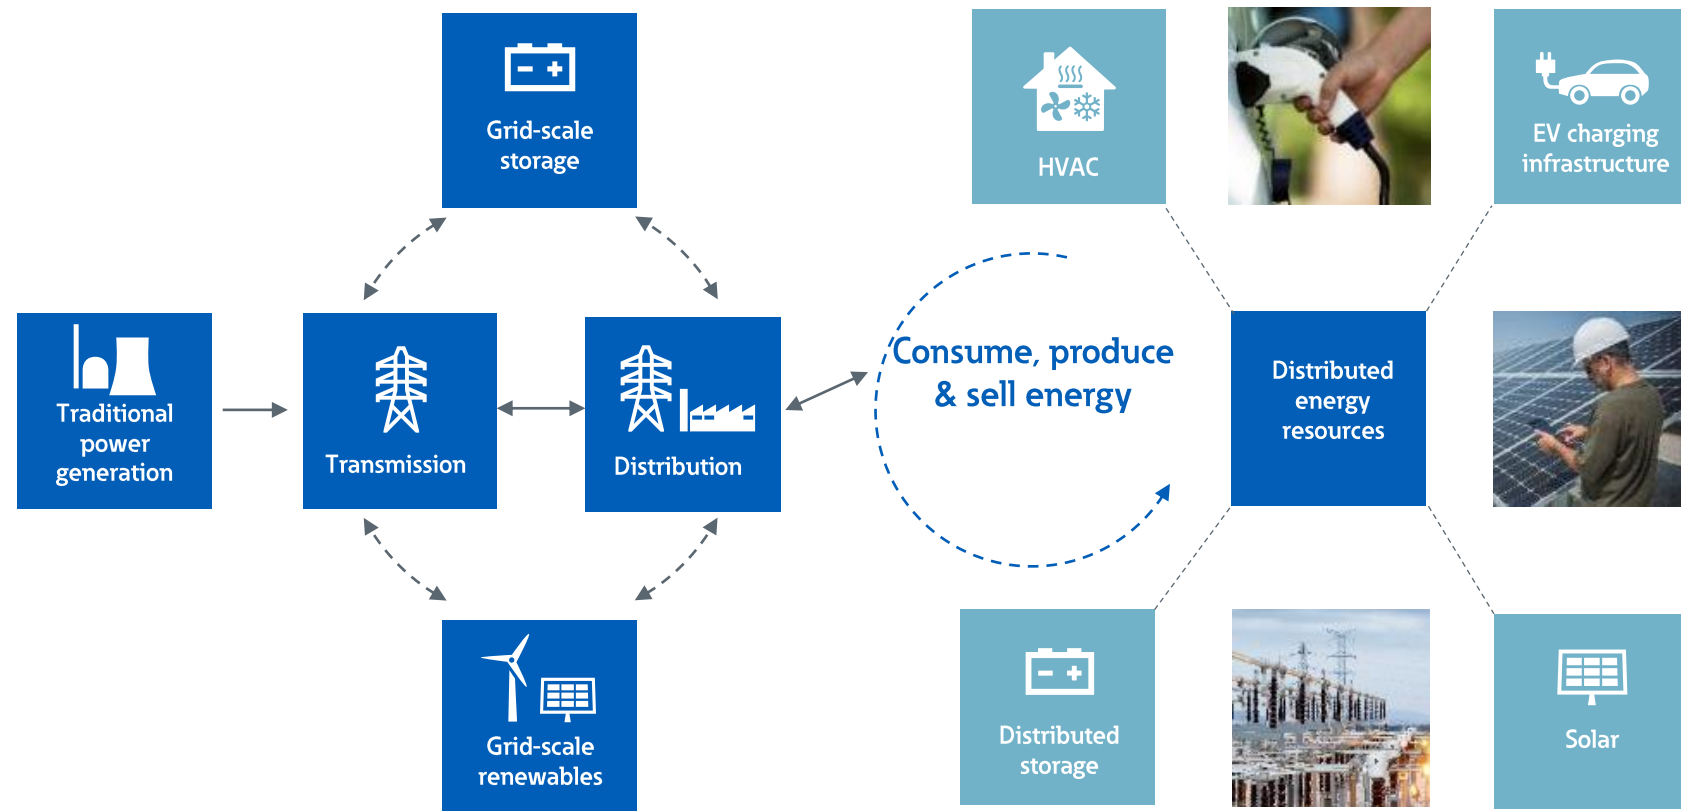 Grid-scale
storage
HVAC
EV charging
infrastructure
Traditional
power
generation
Transmission
Distribution
Consume, produce
& sell energy
Distributed
energy
resources
Grid-scale
renewables
Distributed
storage
Solar